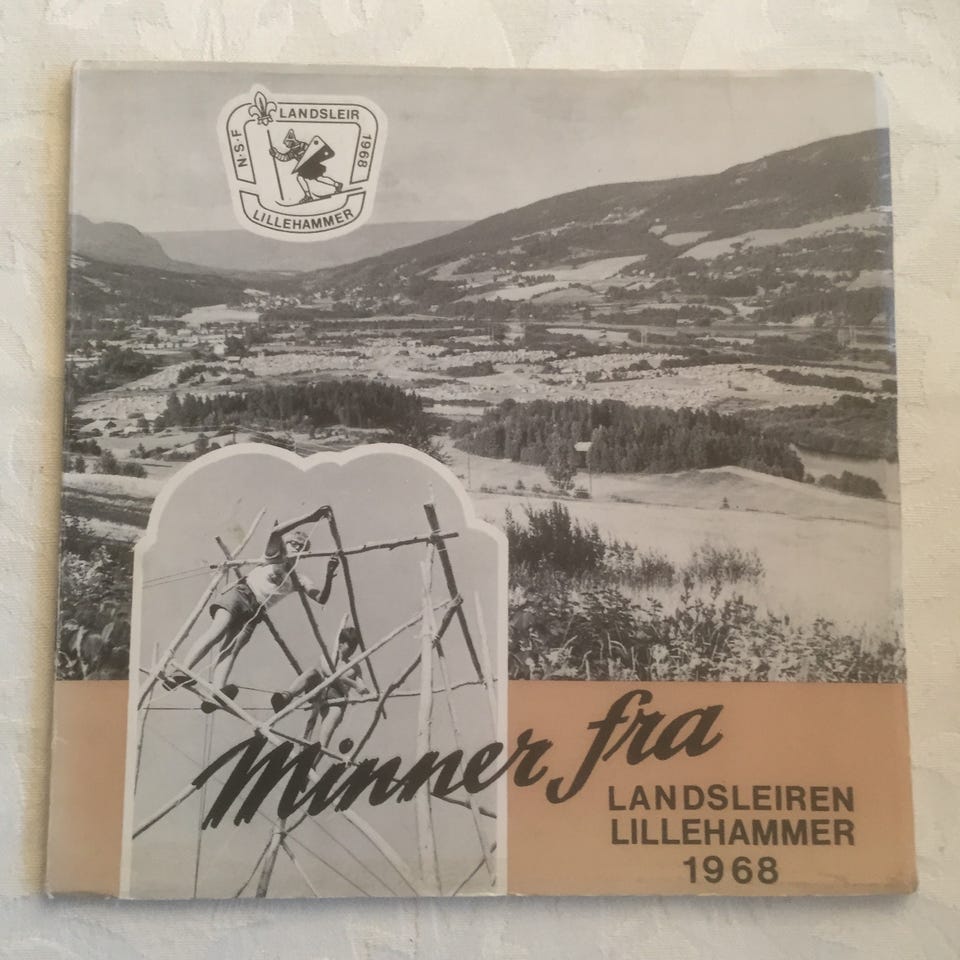 N·S·F
LANDSLEIR
1968
LILLEHAMMER
Minner fra
LANDSLEIREN
LILLEHAMMER
1968